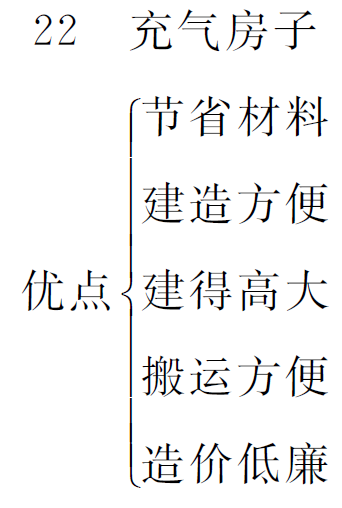 22 充气房子
节省材料
建造方便
优点
建得高大
搬运方便
造价低廉